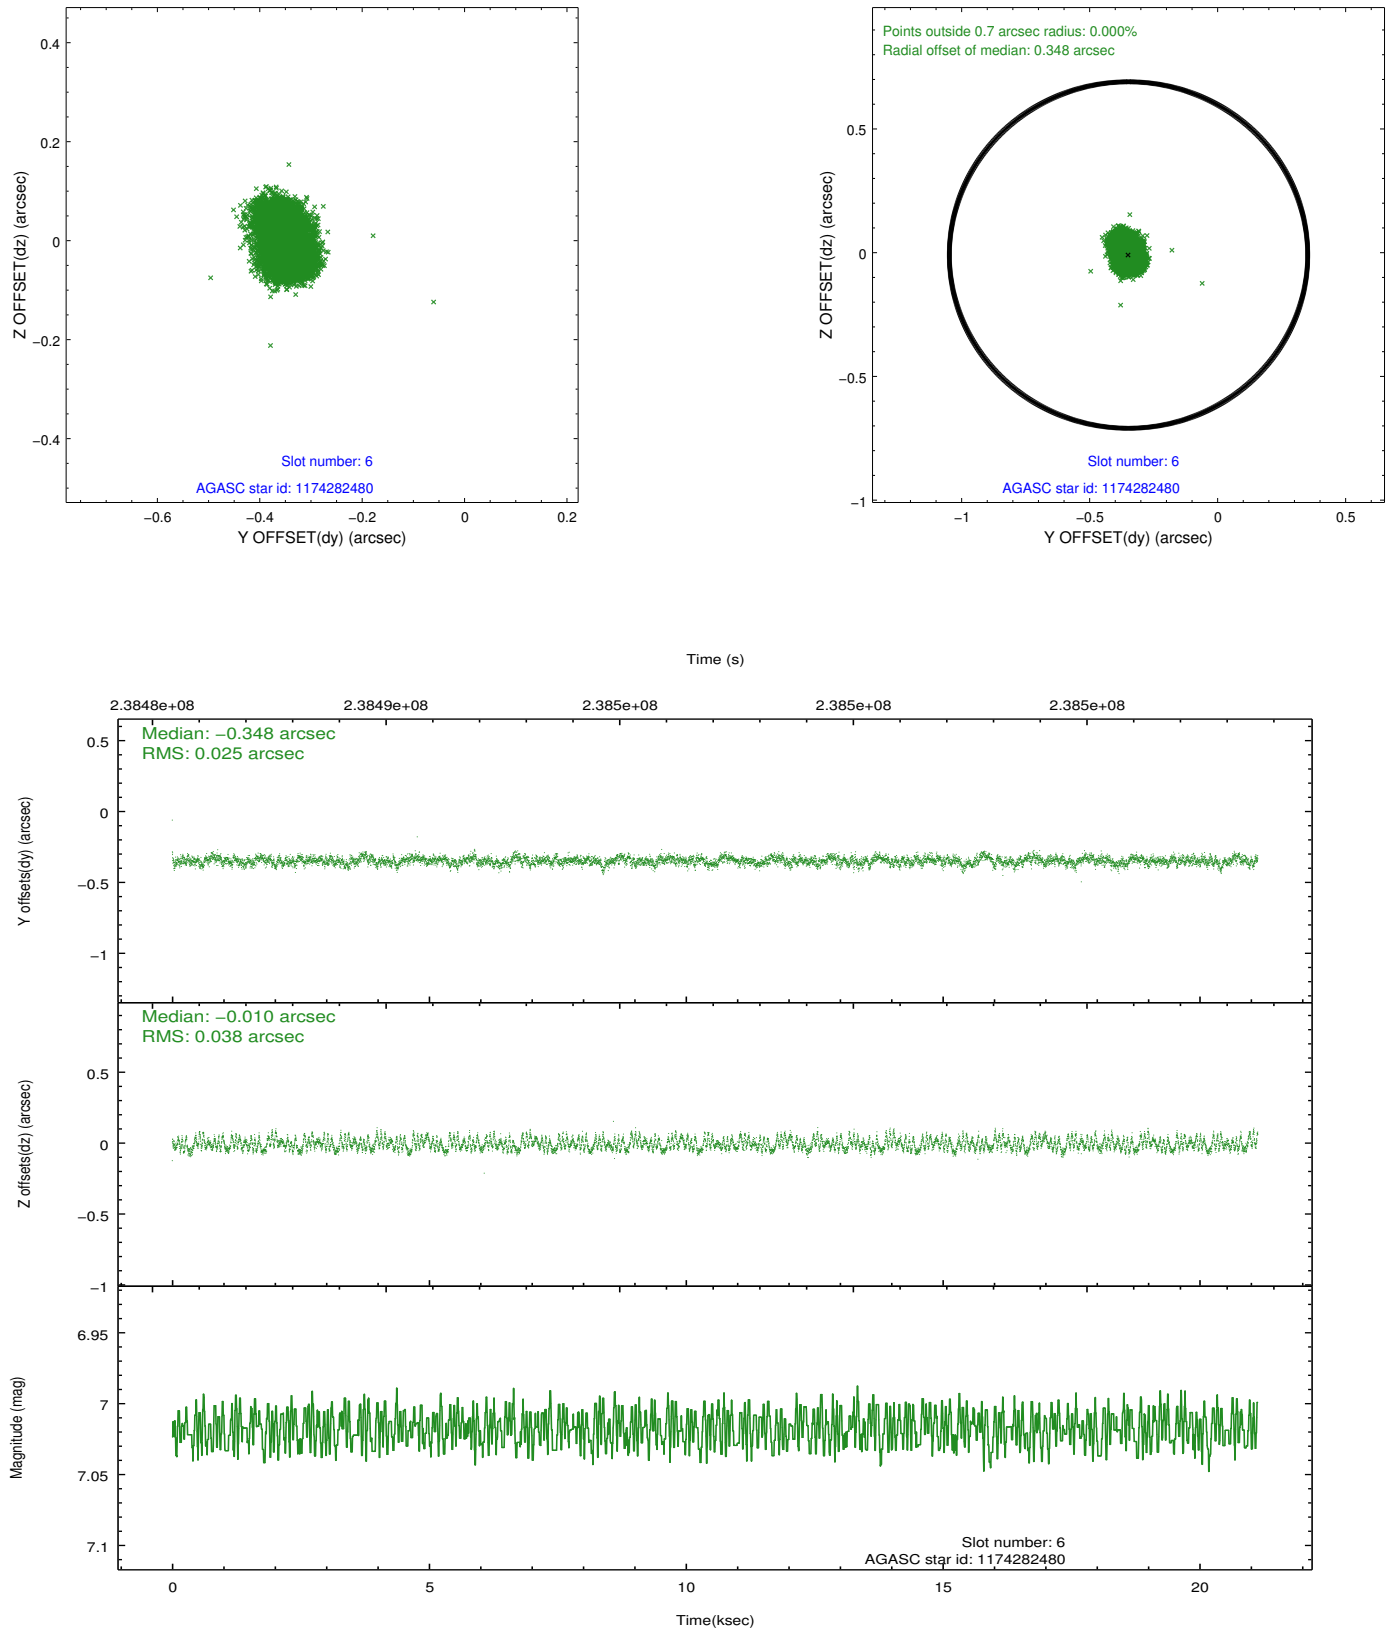 0.4
0.2
0
−0.2
−0.4
Z OFFSET(dz) (arcsec)
Slot number: 6
AGASC star id: 1174282480
−0.6 −0.4 −0.2 0 0.2
Y OFFSET(dy) (arcsec)
Points outside 0.7 arcsec radius: 0.000%
Radial offset of median: 0.348 arcsec
0.5
0
−0.5
−1
Z OFFSET(dz) (arcsec)
Slot number: 6
AGASC star id: 1174282480
−1 −0.5 0 0.5
Y OFFSET(dy) (arcsec)
Time (s)
2.3848e+08 2.3849e+08 2.385e+08 2.385e+08 2.385e+08
Median: −0.348 arcsec
RMS: 0.025 arcsec
0.5
0
−0.5
−1
Y offsets(dy) (arcsec)
Median: −0.010 arcsec
RMS: 0.038 arcsec
0.5
0
−0.5
−1
Z offsets(dz) (arcsec)
6.95
7
7.05
7.1
Magnitude (mag)
Slot number: 6
AGASC star id: 1174282480
0 5 10 15 20
Time(ksec)